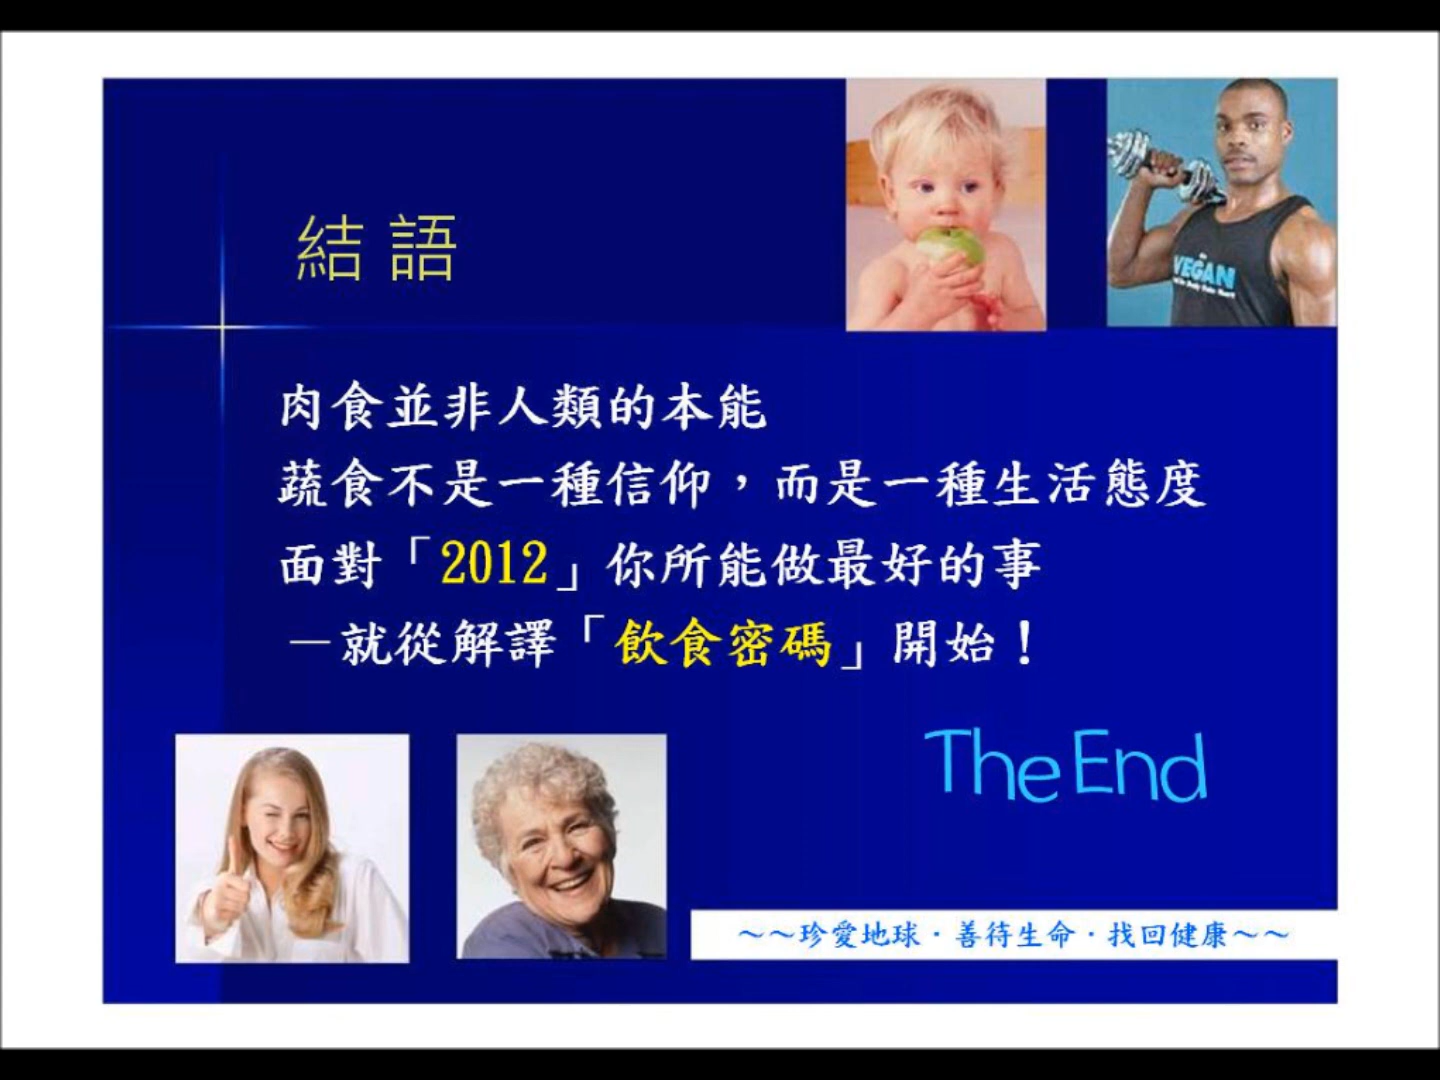 結語
VEGAN
肉食並非人類的本能
蔬食不是一種信仰，而是一種生活態度
面對「2012」你所能做最好的事
－就從解譯「飲食密碼」開始！
The End
～～珍愛地球．善待生命．找回健康～～